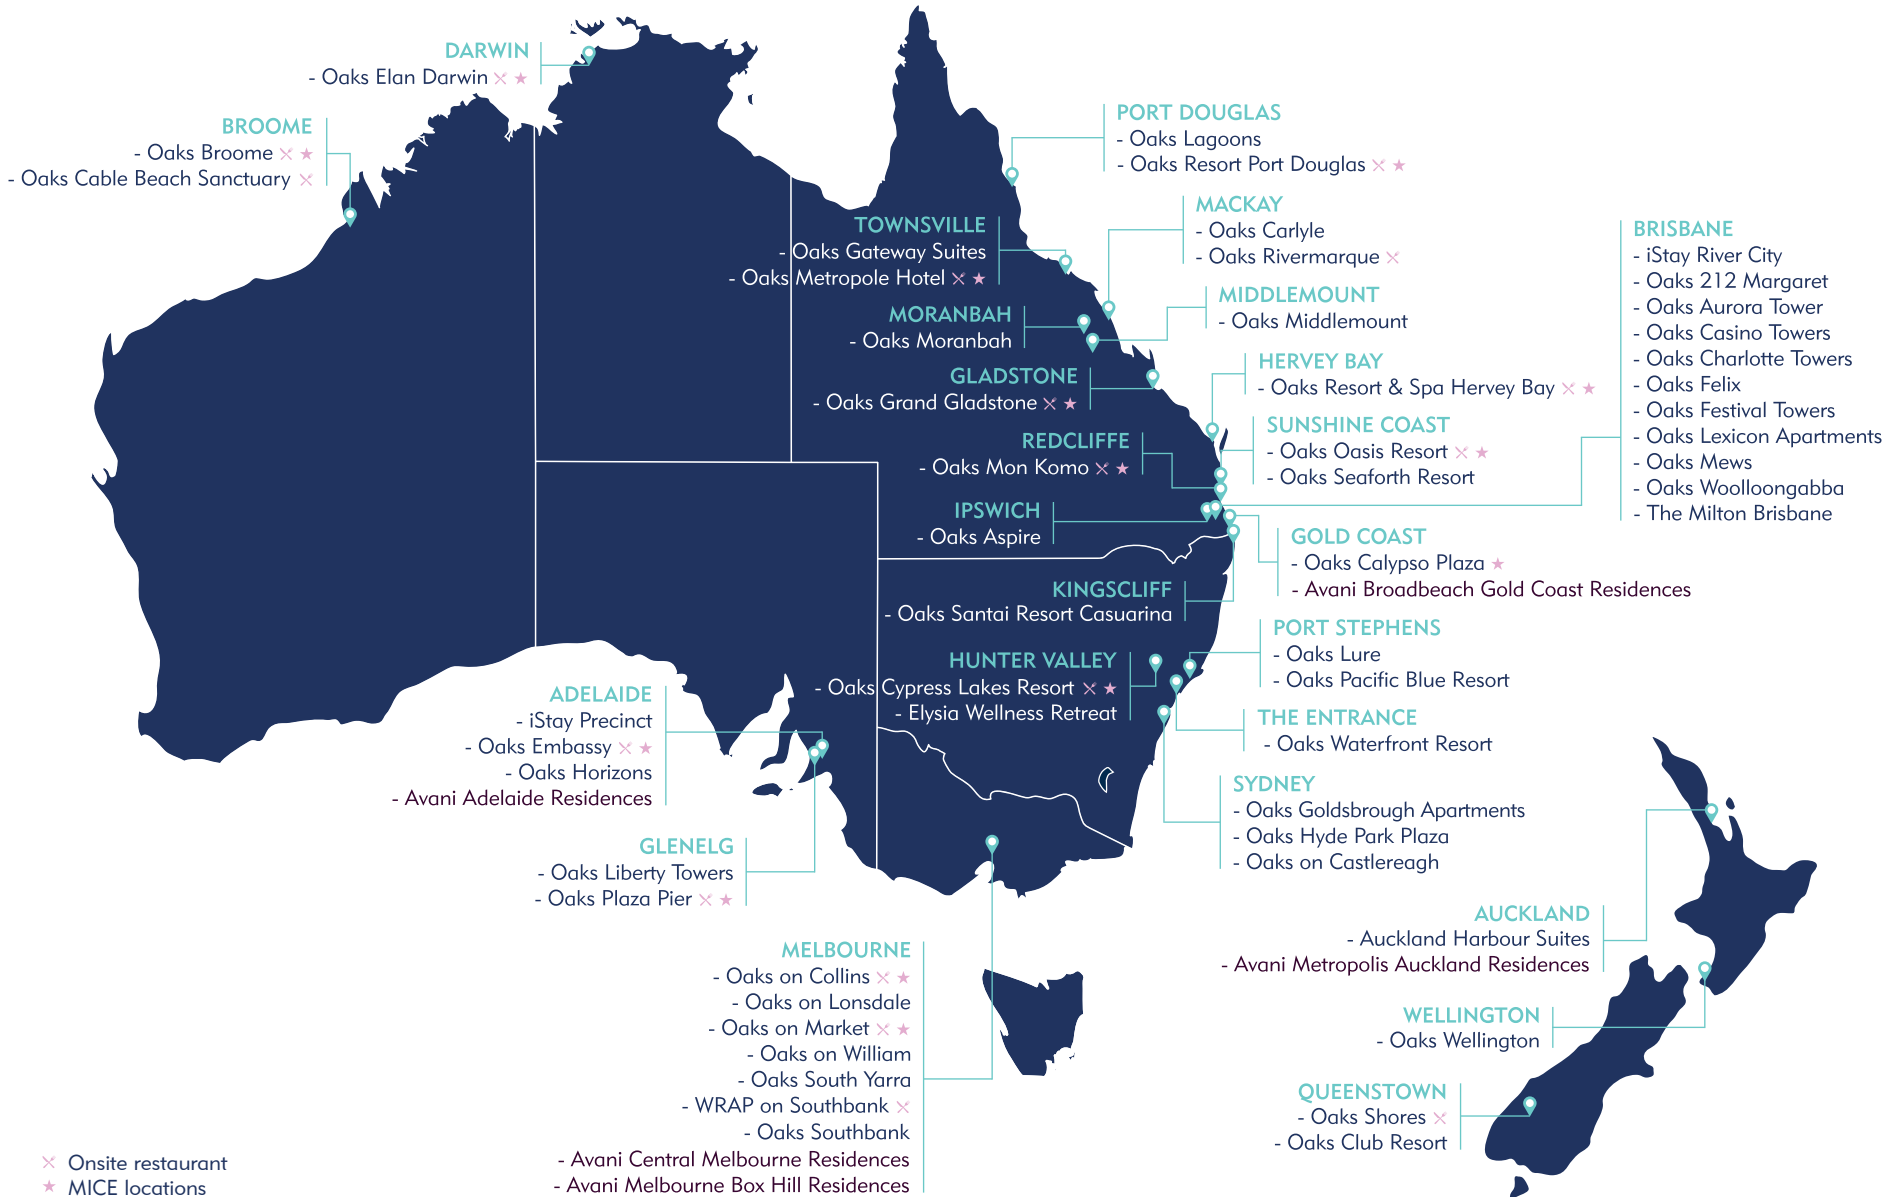 DARWIN
- Oaks Elan Darwin
BROOME
- Oaks Broome
- Oaks Cable Beach Sanctuary
PORT DOUGLAS
- Oaks Lagoons
- Oaks Resort Port Douglas
TOWNSVILLE
- Oaks Gateway Suites
- Oaks Metropole Hotel
MACKAY
- Oaks Carlyle
- Oaks Rivermarque
MORANBAH
- Oaks Moranbah
MIDDLEMOUNT
- Oaks Middlemount
GLADSTONE
- Oaks Grand Gladstone
HERVEY BAY
- Oaks Resort & Spa Hervey Bay
REDCLIFFE
- Oaks Mon Komo
SUNSHINE COAST
- Oaks Oasis Resort
- Oaks Seaforth Resort
BRISBANE
- iStay River City
- Oaks 212 Margaret
- Oaks Aurora Tower
- Oaks Casino Towers
- Oaks Charlotte Towers
- Oaks Felix
- Oaks Festival Towers
- Oaks Lexicon Apartments
- Oaks Mews
- Oaks Woolloongabba
- The Milton Brisbane
IPSWICH
- Oaks Aspire
GOLD COAST
- Oaks Calypso Plaza
- Avani Broadbeach Gold Coast Residences
KINGSCLIFF
- Oaks Santai Resort Casuarina
PORT STEPHENS
- Oaks Lure
- Oaks Pacific Blue Resort
HUNTER VALLEY
- Oaks Cypress Lakes Resort
- Elysia Wellness Retreat
THE ENTRANCE
- Oaks Waterfront Resort
ADELAIDE
- iStay Precinct
- Oaks Embassy
- Oaks Horizons
- Avani Adelaide Residences
SYDNEY
- Oaks Goldsbrough Apartments
- Oaks Hyde Park Plaza
- Oaks on Castlereagh
GLENELG
- Oaks Liberty Towers
- Oaks Plaza Pier
MELBOURNE
- Oaks on Collins
- Oaks on Lonsdale
- Oaks on Market
- Oaks on William
- Oaks South Yarra
- WRAP on Southbank
- Oaks Southbank
- Avani Central Melbourne Residences
- Avani Melbourne Box Hill Residences
AUCKLAND
- Auckland Harbour Suites
- Avani Metropolis Auckland Residences
WELLINGTON
- Oaks Wellington
QUEENSTOWN
- Oaks Shores
- Oaks Club Resort
Onsite restaurant
MICE locations